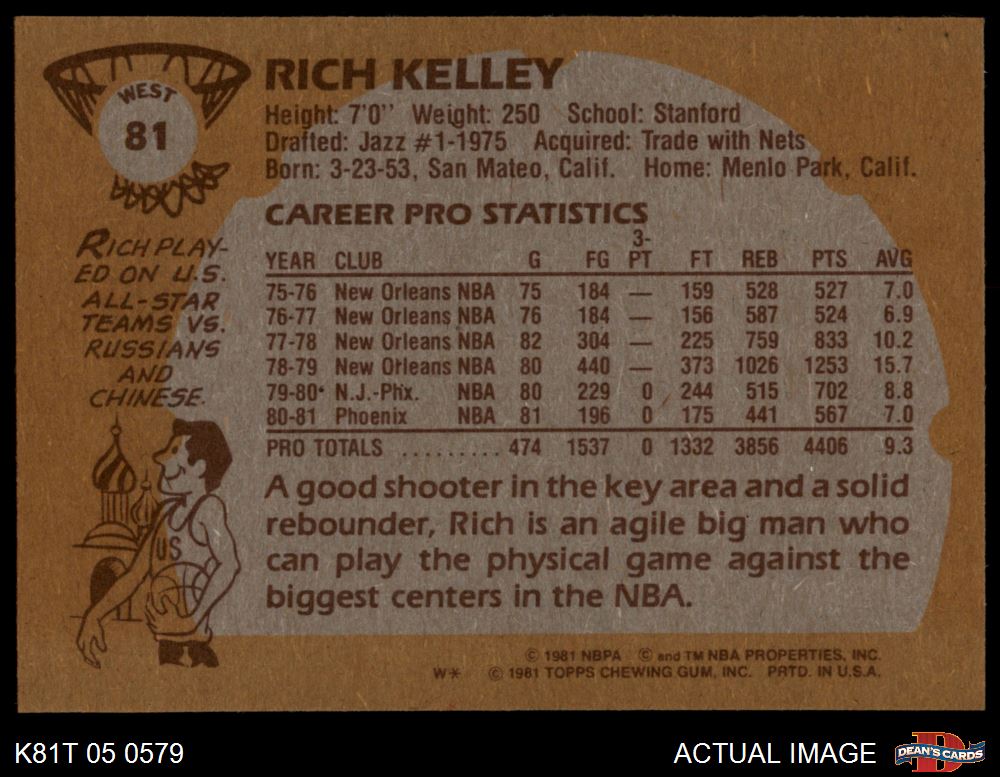 WEST
81
RICH KELLEY
Height: 7'0'' Weight: 250 School: Stanford
Drafted: Jazz #1-1975 Acquired: Trade with Nets
Born: 3-23-53, San Mateo, Calif. Home: Menlo Park, Calif.
RICH PLAY-
ED ON U.S.
ALL-STAR
TEAMS VS.
RUSSIANS
AND
CHINESE.
US
CAREER PRO STATISTICS
YEAR CLUB G FG 3-PT FT REB PTS AVG
75-76 New Orleans NBA 75 184 — 159 528 527 7.0
76-77 New Orleans NBA 76 184 — 156 587 524 6.9
77-78 New Orleans NBA 82 304 — 225 759 833 10.2
78-79 New Orleans NBA 80 440 — 373 1026 1253 15.7
79-80* N.J.-Phx. NBA 80 229 0 244 515 702 8.8
80-81 Phoenix NBA 81 196 0 175 441 567 7.0
PRO TOTALS ......... 474 1537 0 1332 3856 4406 9.3
A good shooter in the key area and a solid
rebounder, Rich is an agile big man who
can play the physical game against the
biggest centers in the NBA.
© 1981 NBPA © and TM NBA PROPERTIES, INC.
W* © 1981 TOPPS CHEWING GUM, INC. PRTD. IN U.S.A.
K81T 05 0579
ACTUAL IMAGE
D
DEAN'S CARDS